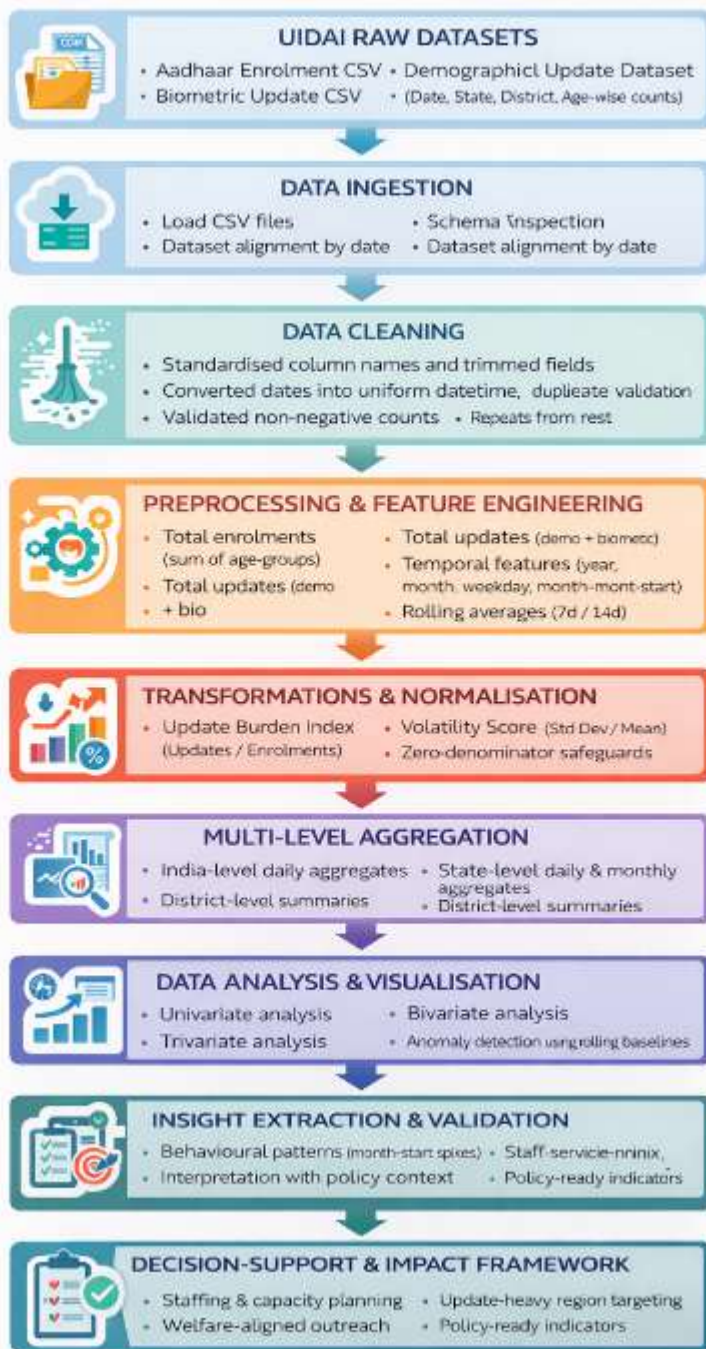 UIDAI RAW DATASETS
• Aadhaar Enrolment CSV • Demographicl Update Dataset
• Biometric Update CSV • (Date, State, District, Age-wise counts)
DATA INGESTION
• Load CSV files • Schema Inspection
• Dataset alignment by date • Dataset alignment by date
DATA CLEANING
• Standardised column names and trimmed fields
• Converted dates into uniform datetime, duplieate validation
• Validated non-negative counts • Repeats from rest
PREPROCESSING & FEATURE ENGINEERING
• Total enrolments
(sum of age-groups)
• Total updates (demo
• + bio
• Total updates (demo + biometc)
• Temporal features (year,
month, weekday, month-mont-start)
• Rolling averages (7d / 14d)
TRANSFORMATIONS & NORMALISATION
• Update Burden Index
(Updates / Enrolments)
• Volatility Score (Std Dev / Mean)
• Zero-denominator safeguards
MULTI-LEVEL AGGREGATION
• India-level daily aggregates
• District-level summaries
• State-level daily & monthly
aggregates
• District-level summaries
DATA ANALYSIS & VISUALISATION
• Univariate analysis • Bivariate analysis
• Trivariate analysis • Anomaly detection using rolling baselines
INSIGHT EXTRACTION & VALIDATION
• Behavioural patterns (month-start spikes) • Staff-servicie-nninix,
• Interpretation with policy context • Policy-ready indicators
DECISION-SUPPORT & IMPACT FRAMEWORK
• Staffing & capacity planning • Update-heavy region targeting
• Welfare-aligned outreach • Policy-ready indicators